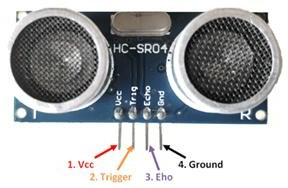 HC-SR04
T
R
Vcc
Trig
Echo
Gnd
1. Vcc
2. Trigger
3. Eho
4. Ground